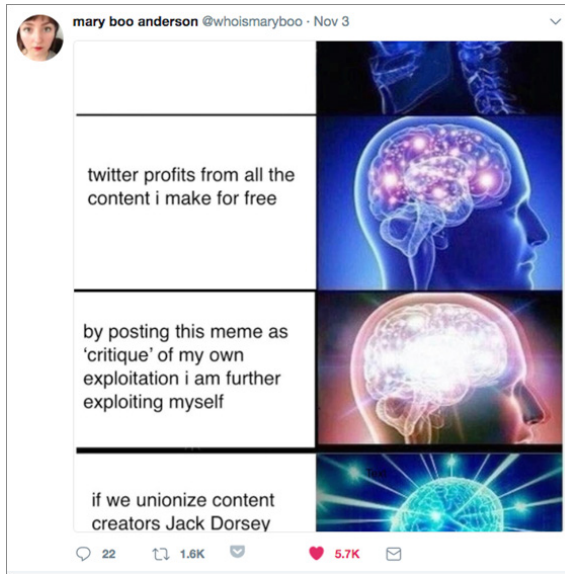 mary boo anderson @whoismaryboo · Nov 3
twitter profits from all the
content i make for free
by posting this meme as
‘critique’ of my own
exploitation i am further
exploiting myself
Text
if we unionize content
creators Jack Dorsey
22 1.6K 5.7K